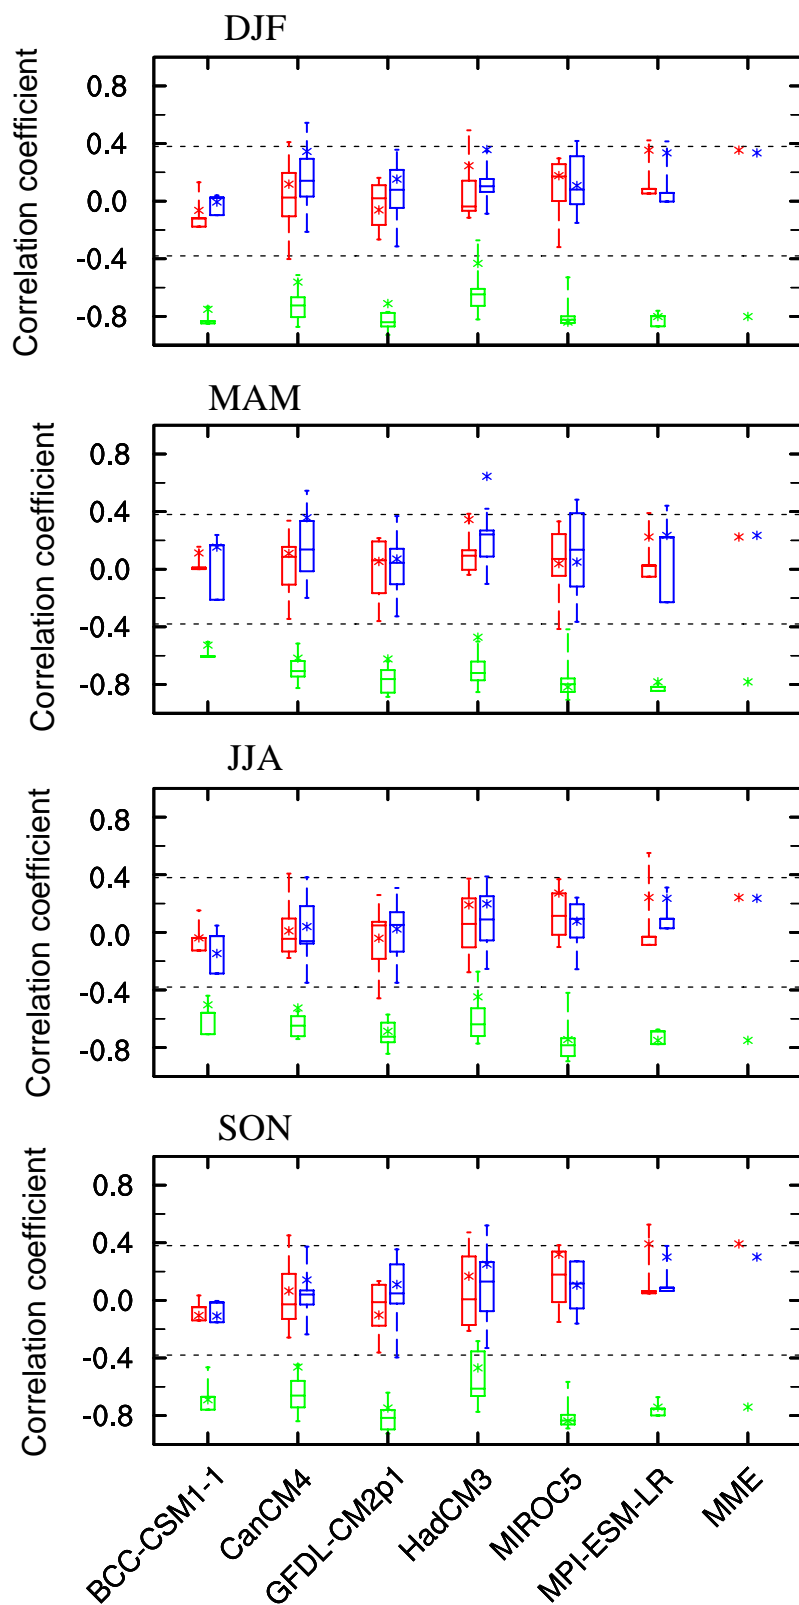 DJF
Correlation coefficient
0.8
0.4
0.0
-0.4
-0.8
MAM
Correlation coefficient
0.8
0.4
0.0
-0.4
-0.8
JJA
Correlation coefficient
0.8
0.4
0.0
-0.4
-0.8
SON
Correlation coefficient
0.8
0.4
0.0
-0.4
-0.8
BCC-CSM1-1
CanCM4
GFDL-CM2p1
HadCM3
MIROC5
MPI-ESM-LR
MME